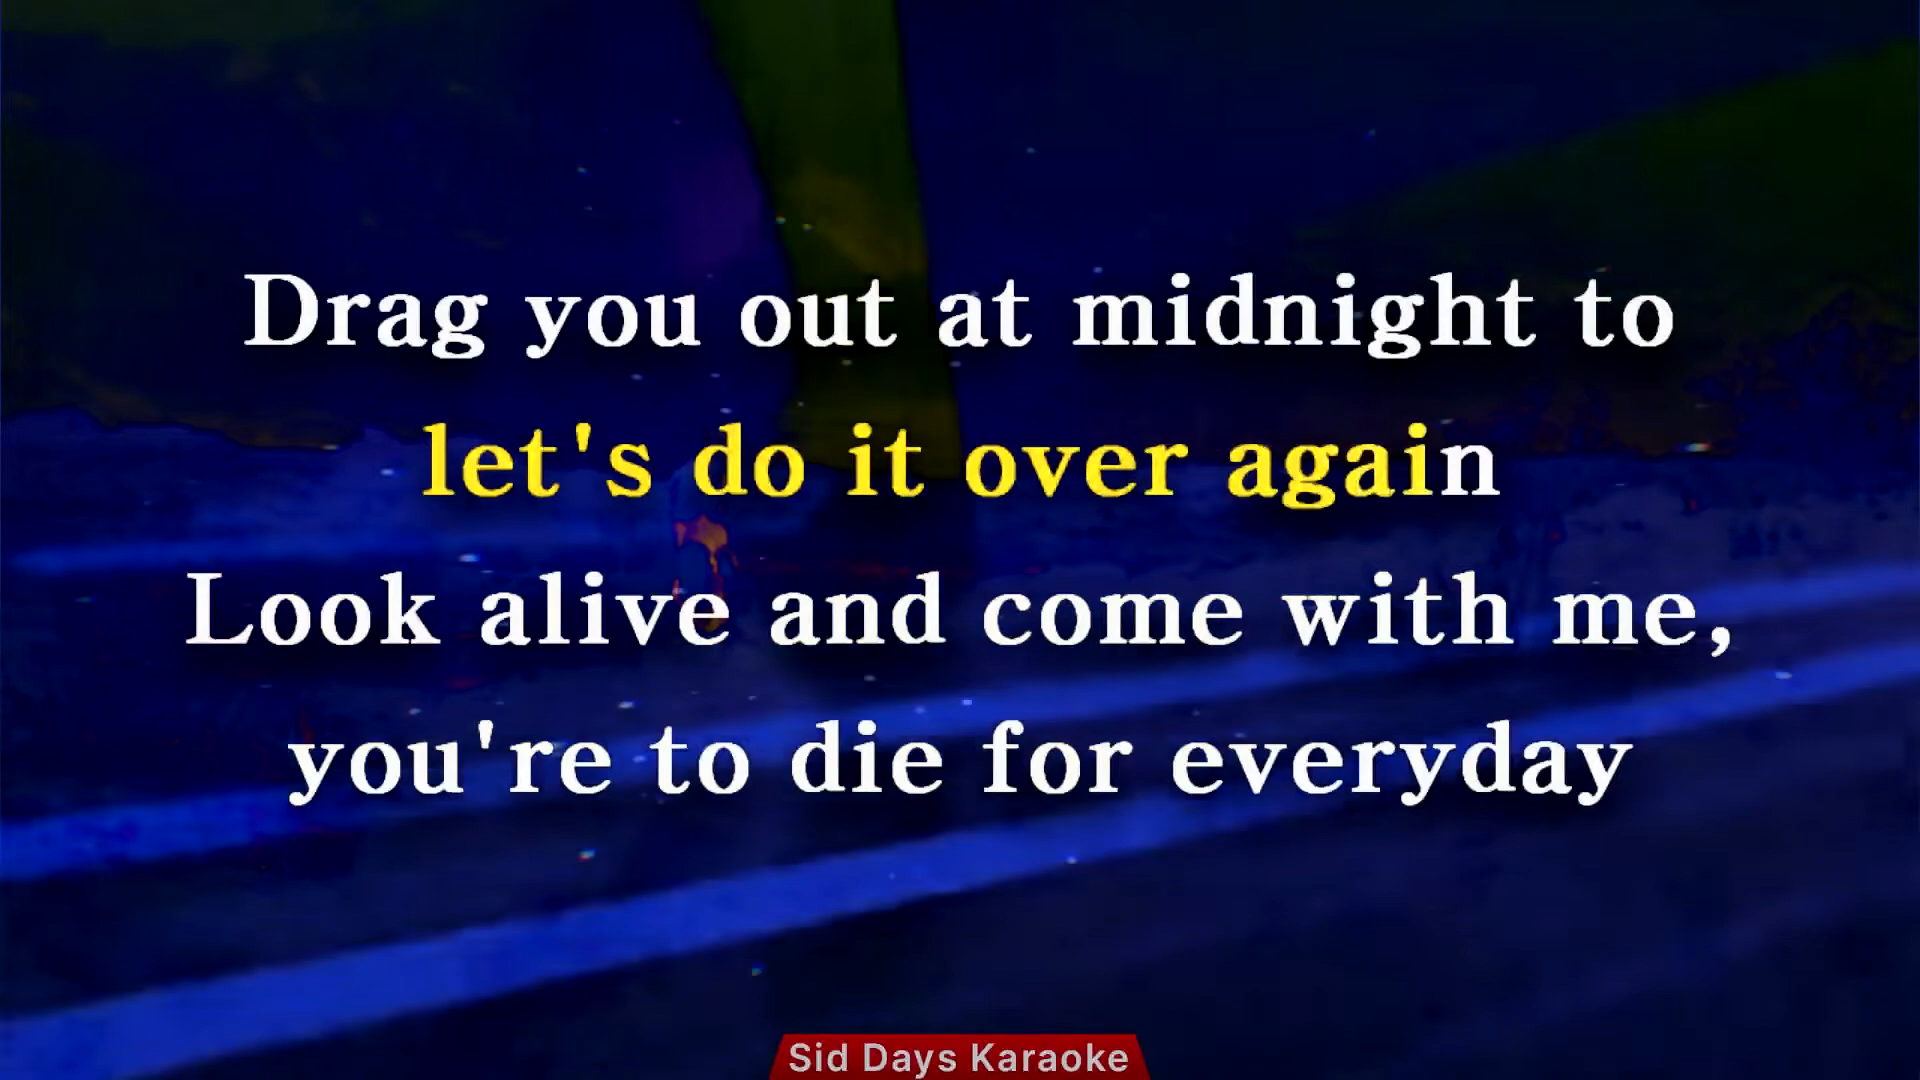 Drag you out at midnight to
let's do it over again
Look alive and come with me,
you're to die for everyday
Sid Days Karaoke